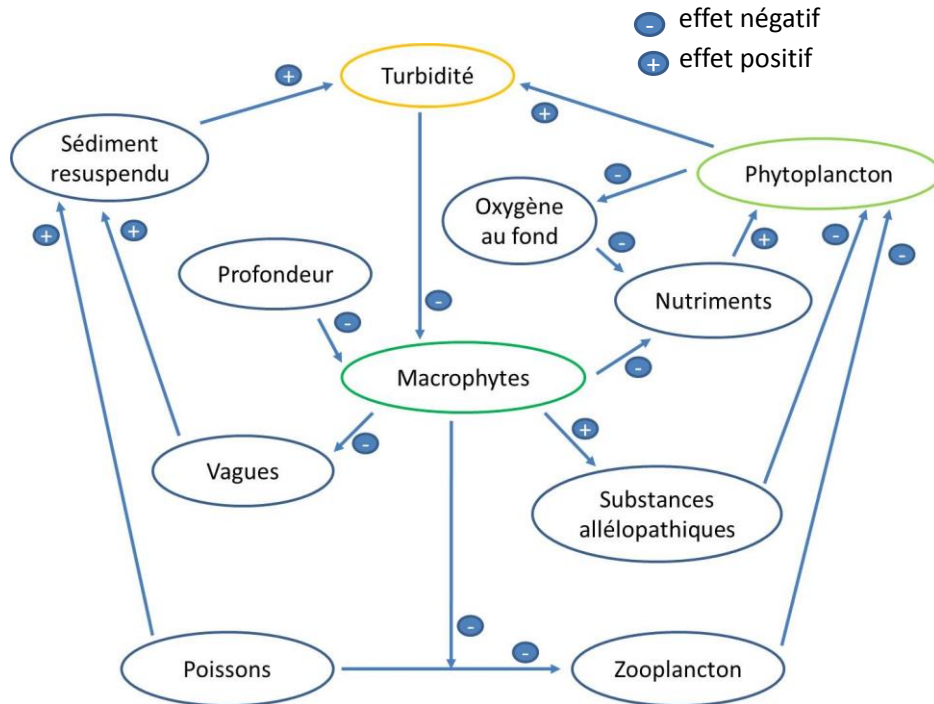 - effet négatif
+ effet positif
+
Turbidité
Sédiment
resuspendu
+
Phytoplancton
-
Oxygène
au fond
+
+
-
-
Profondeur
-
+
Nutriments
-
-
Macrophytes
-
-
+
Vagues
Substances
allélopathiques
-
-
Poissons
Zooplancton